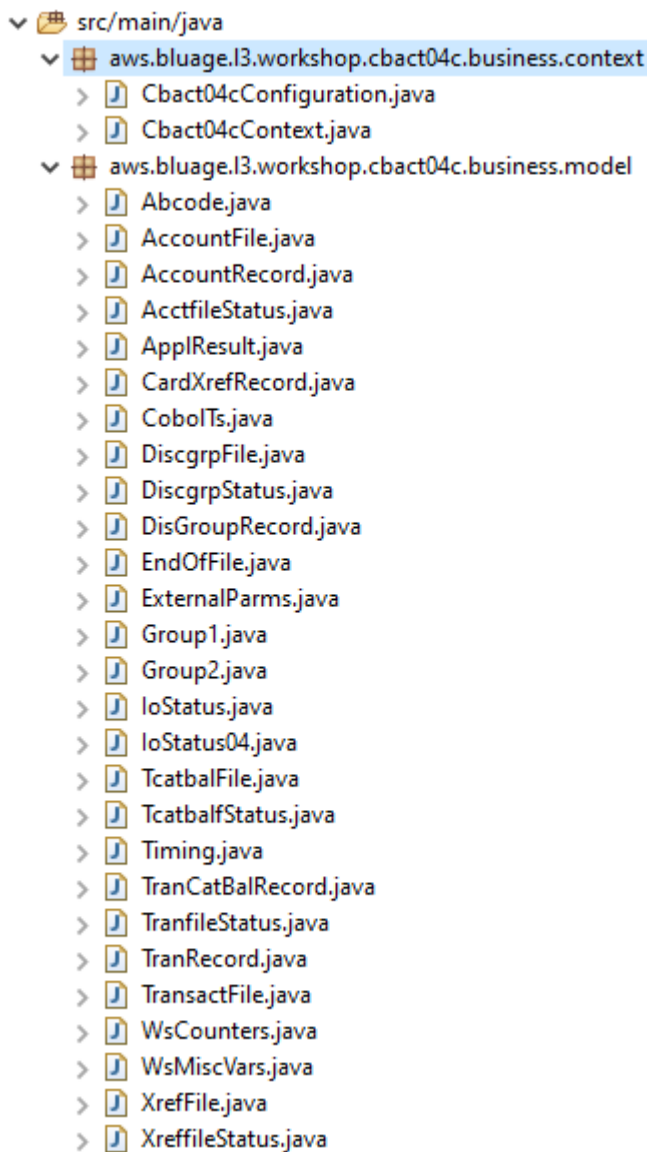 src/main/java
aws.bluage.l3.workshop.cbact04c.business.context
Cbact04cConfiguration.java
Cbact04cContext.java
aws.bluage.l3.workshop.cbact04c.business.model
Abcode.java
AccountFile.java
AccountRecord.java
AcctfileStatus.java
ApplResult.java
CardXrefRecord.java
CobolTs.java
DiscgrpFile.java
DiscgrpStatus.java
DisGroupRecord.java
EndOfFile.java
ExternalParms.java
Group1.java
Group2.java
IoStatus.java
IoStatus04.java
TcatbalFile.java
TcatbalfStatus.java
Timing.java
TranCatBalRecord.java
TranfileStatus.java
TranRecord.java
TransactFile.java
WsCounters.java
WsMiscVars.java
XrefFile.java
XreffileStatus.java